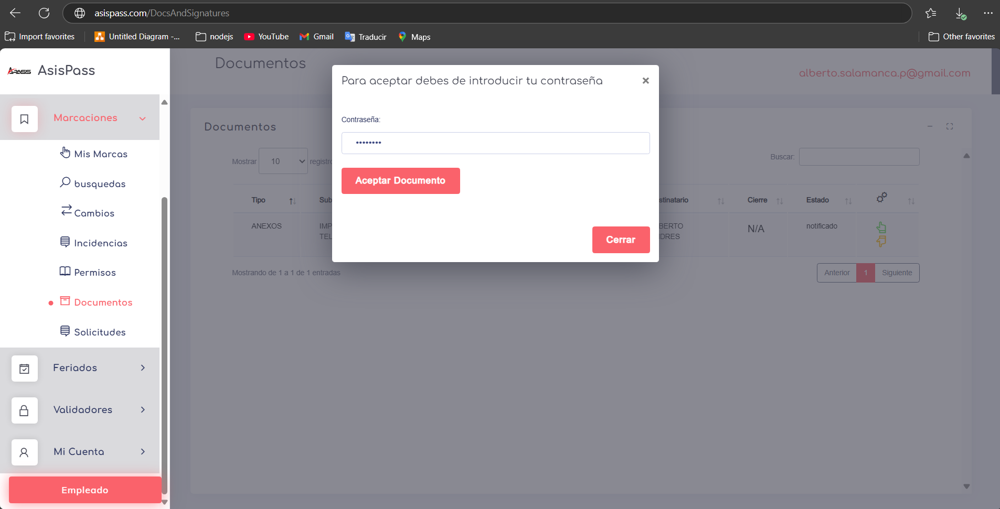 asispass.com/DocsAndSignatures
Import favorites
Untitled Diagram -...
nodejs
YouTube
Gmail
Traducir
Maps
Other favorites
APASS AsisPass
Marcaciones
Mis Marcas
busquedas
Cambios
Incidencias
Permisos
Documentos
Solicitudes
Feriados
Validadores
Mi Cuenta
Empleado
Documentos
alberto.salamanca.p@gmail.com
Documentos
Mostrar 10 registro
Buscar:
Tipo Sub stinatario Cierre Estado
ANEXOS IMP BERTO N/A notificado
TEL DRES
Mostrando de 1 a 1 de 1 entradas
Anterior 1 Siguiente
Para aceptar debes de introducir tu contraseña
×
Contraseña:
••••••••
Aceptar Documento
Cerrar